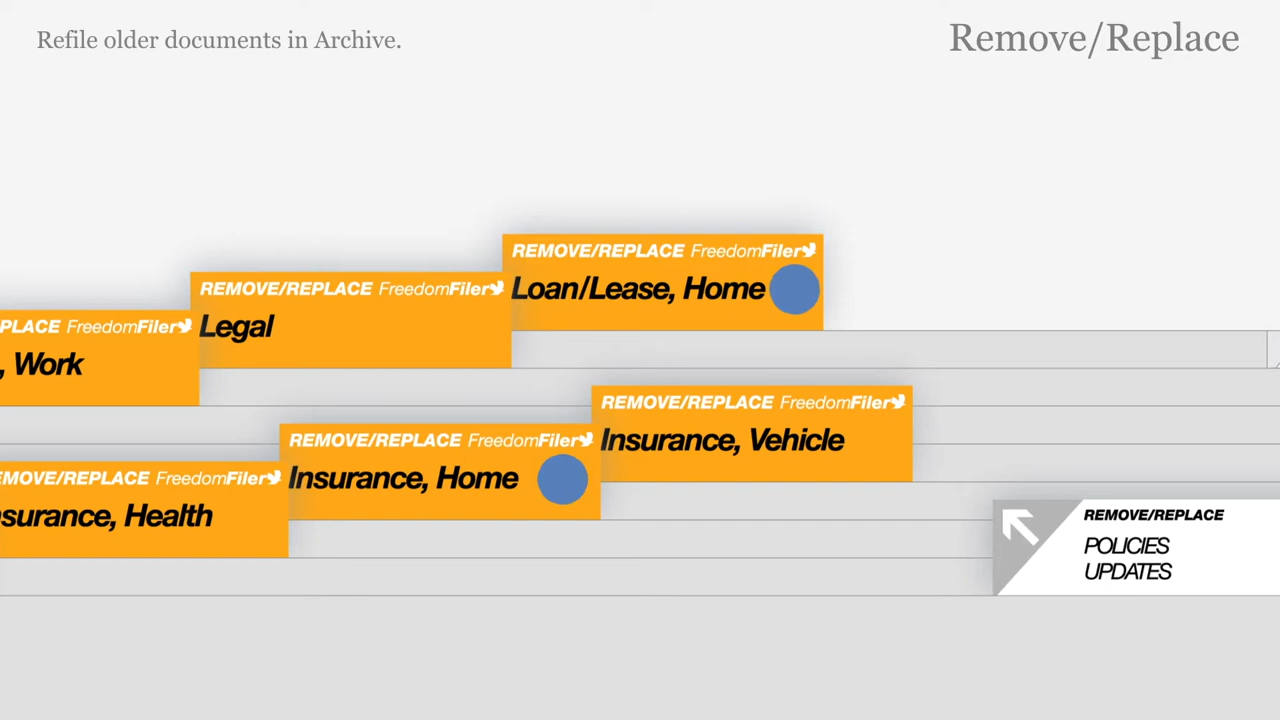 Refile older documents in Archive.
Remove/Replace
REMOVE/REPLACE FreedomFiler
Loan/Lease, Home
REMOVE/REPLACE FreedomFiler
Legal
PLACE FreedomFiler
, Work
REMOVE/REPLACE FreedomFiler
Insurance, Vehicle
REMOVE/REPLACE FreedomFiler
Insurance, Home
EMOVE/REPLACE FreedomFiler
nsurance, Health
REMOVE/REPLACE
POLICIES
UPDATES